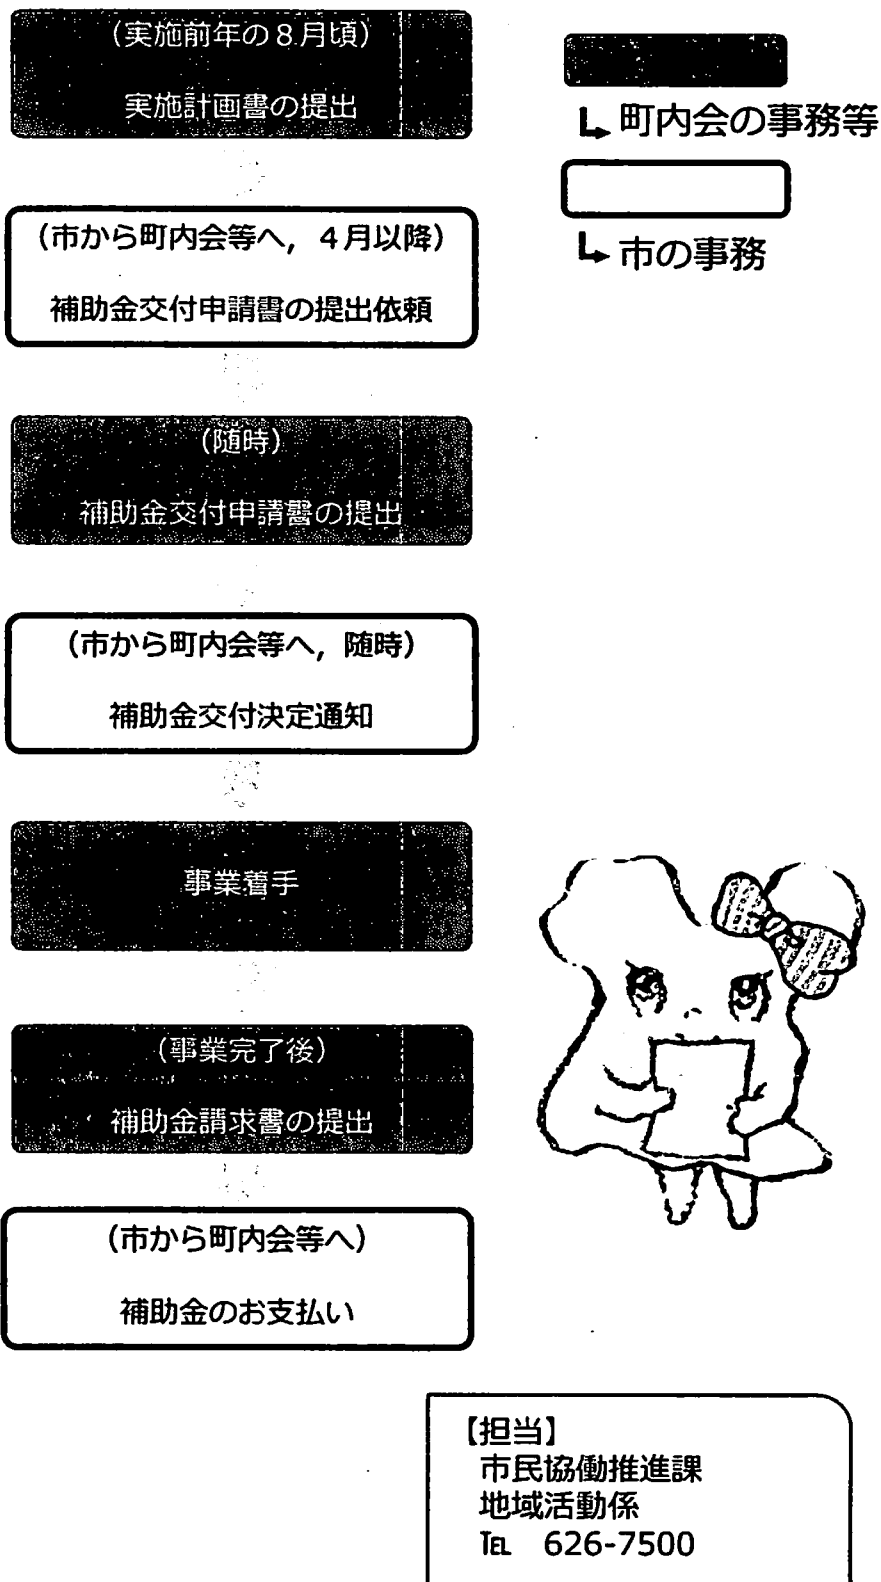 （実施前年の８月頃）
実施計画書の提出
町内会の事務等
市の事務
（市から町内会等へ，４月以降）
補助金交付申請書の提出依頼
（随時）
補助金交付申請書の提出
（市から町内会等へ，随時）
補助金交付決定通知
事業着手
（事業完了後）
補助金請求書の提出
（市から町内会等へ）
補助金のお支払い
【担当】
市民協働推進課
地域活動係
℡　626-7500